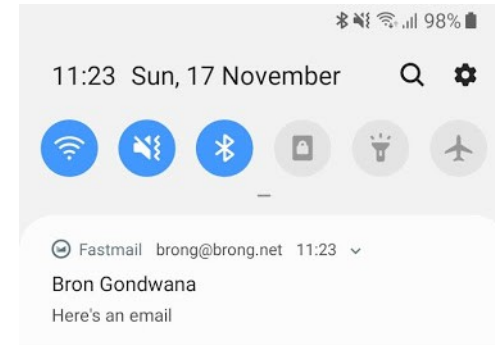 98%
11:23 Sun, 17 November
Fastmail brong@brong.net 11:23
Bron Gondwana
Here's an email